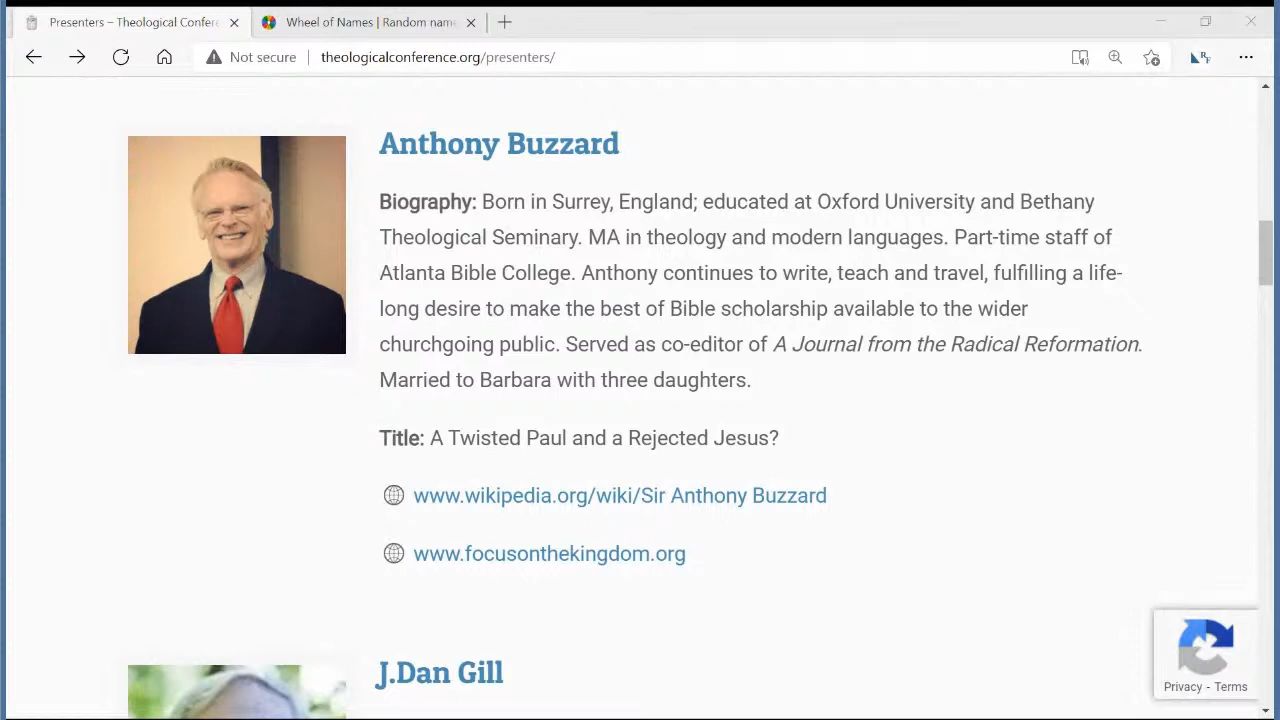 Presenters – Theological Confere
Wheel of Names | Random name
Not secure
theologicalconference.org/presenters/
Anthony Buzzard
Biography: Born in Surrey, England; educated at Oxford University and Bethany
Theological Seminary. MA in theology and modern languages. Part-time staff of
Atlanta Bible College. Anthony continues to write, teach and travel, fulfilling a life-
long desire to make the best of Bible scholarship available to the wider
churchgoing public. Served as co-editor of A Journal from the Radical Reformation.
Married to Barbara with three daughters.
Title: A Twisted Paul and a Rejected Jesus?
www.wikipedia.org/wiki/Sir Anthony Buzzard
www.focusonthekingdom.org
J.Dan Gill
Privacy - Terms